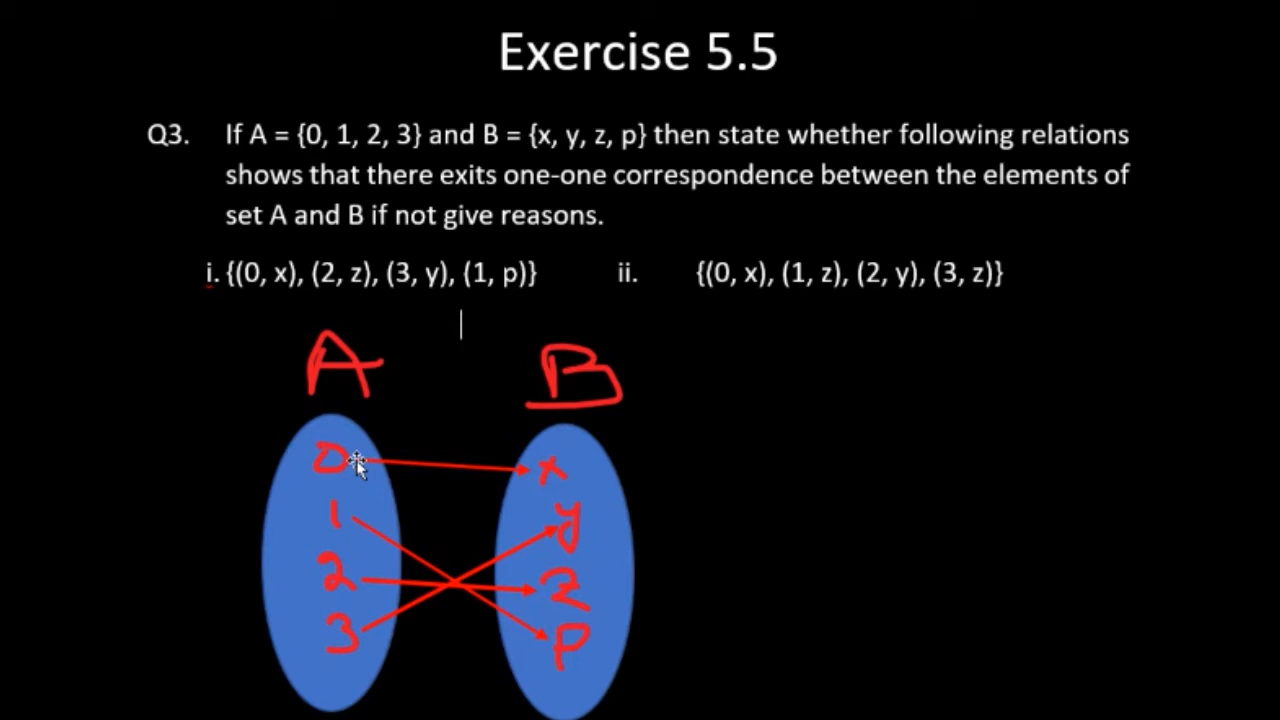 Exercise 5.5
Q3. If A = {0, 1, 2, 3} and B = {x, y, z, p} then state whether following relations
shows that there exits one-one correspondence between the elements of
set A and B if not give reasons.
i. {(0, x), (2, z), (3, y), (1, p)} ii. {(0, x), (1, z), (2, y), (3, z)}
A B
0 x
1 y
2 z
3 p